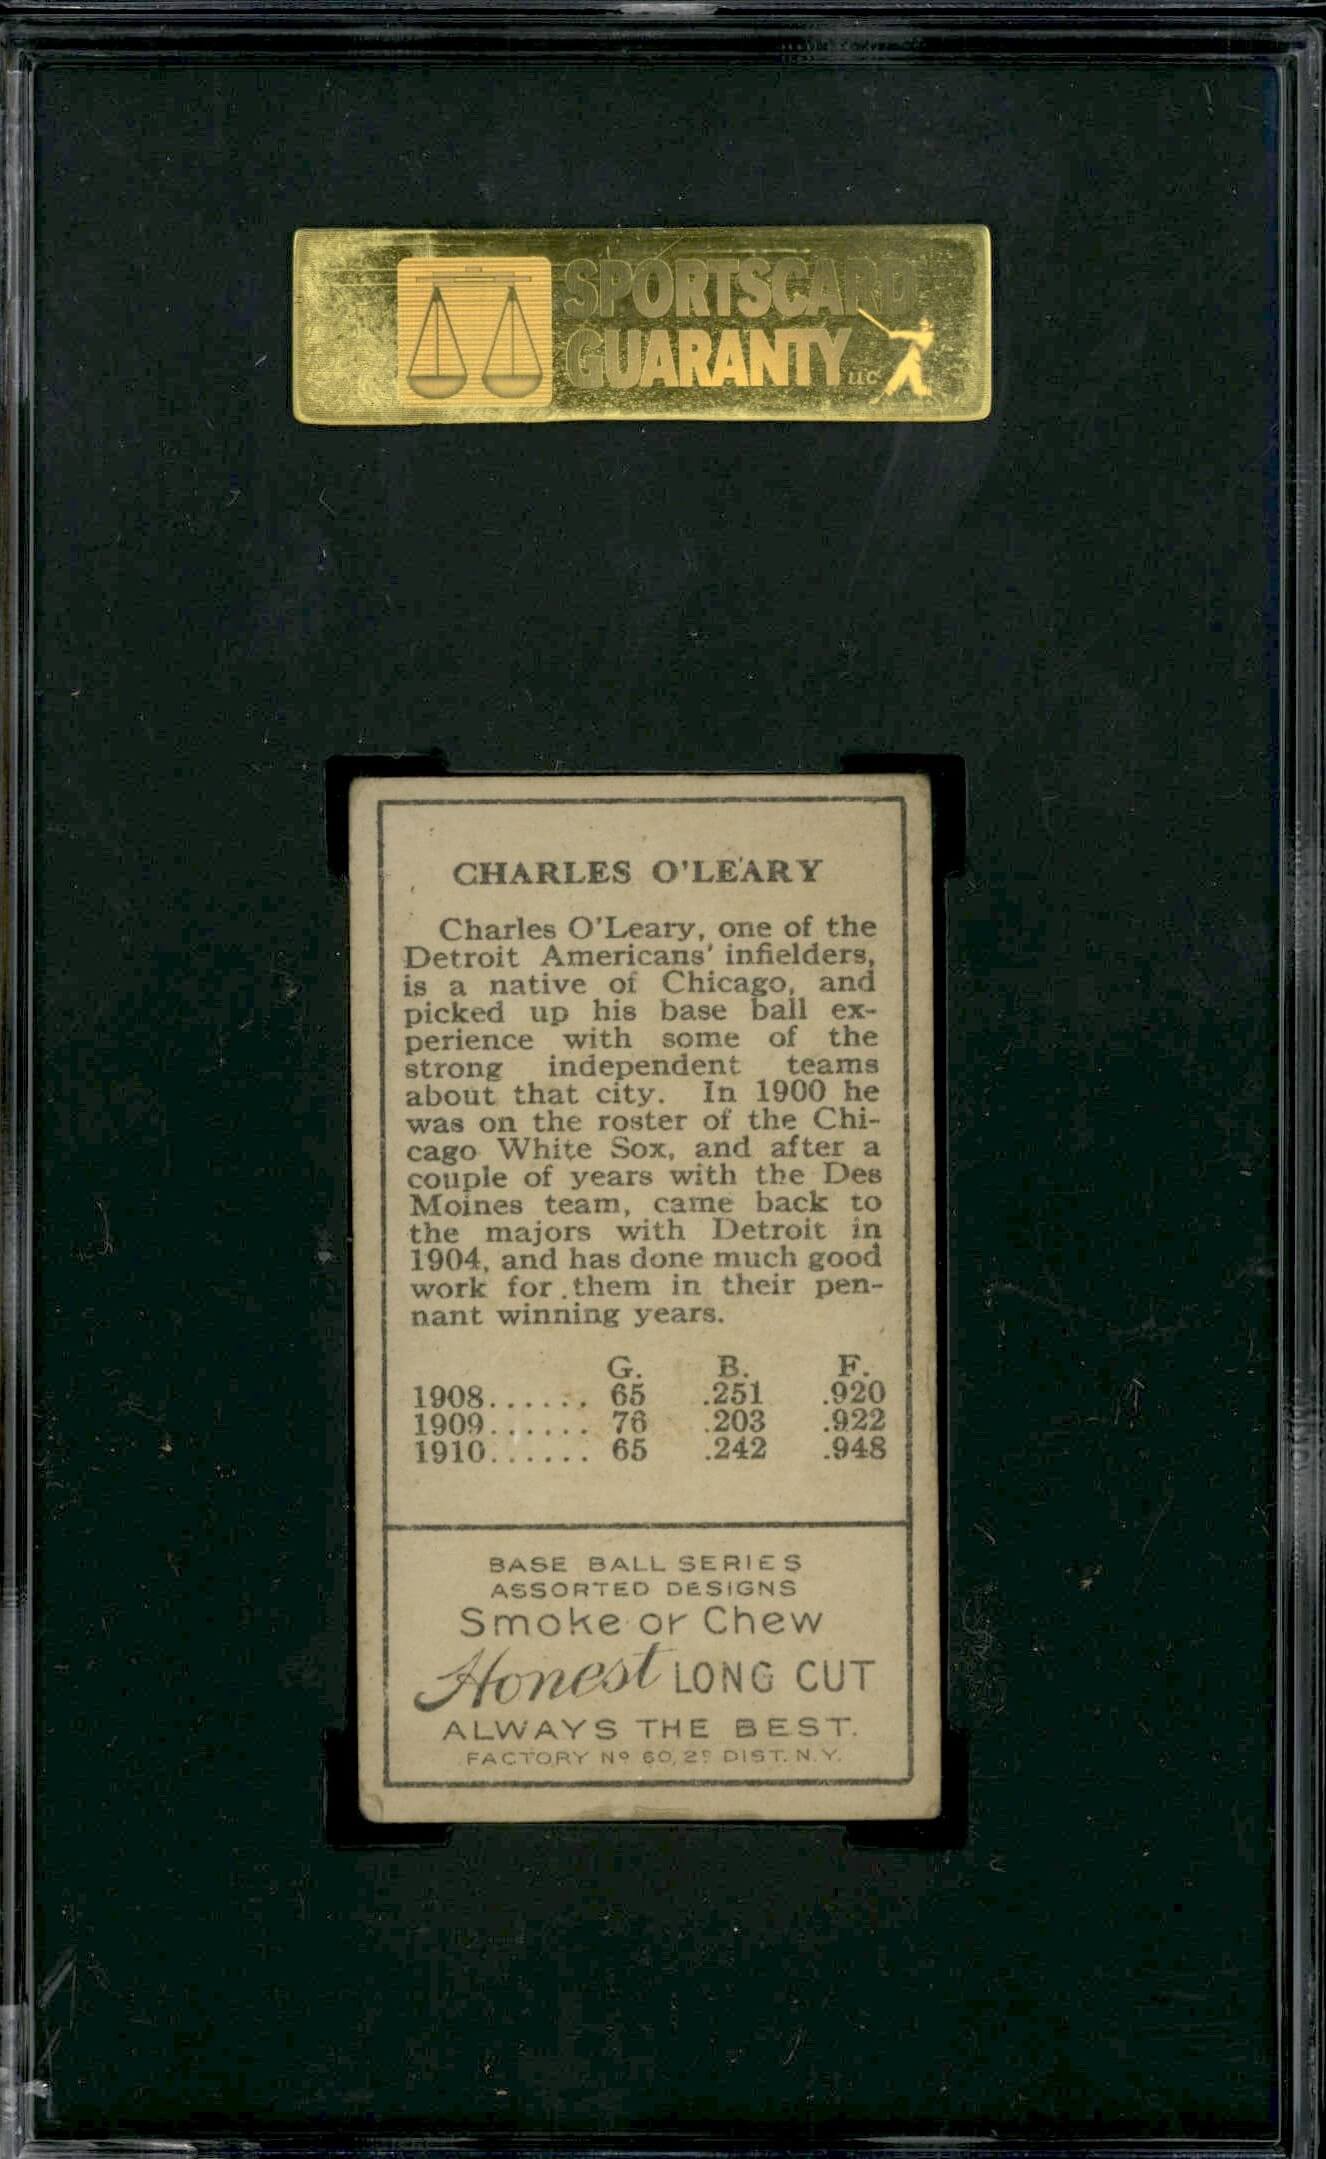 SPORTSCARD
GUARANTY LLC
CHARLES O'LEARY
Charles O'Leary, one of the
Detroit Americans' infielders,
is a native of Chicago, and
picked up his base ball ex-
perience with some of the
strong independent teams
about that city. In 1900 he
was on the roster of the Chi-
cago White Sox, and after a
couple of years with the Des
Moines team, came back to
the majors with Detroit in
1904, and has done much good
work for them in their pen-
nant winning years.
G. B. F.
1908...... 65 .251 .920
1909...... 76 .203 .922
1910...... 65 .242 .948
BASE BALL SERIES
ASSORTED DESIGNS
Smoke or Chew
Honest LONG CUT
ALWAYS THE BEST.
FACTORY Nº 60, 2º DIST. N.Y.